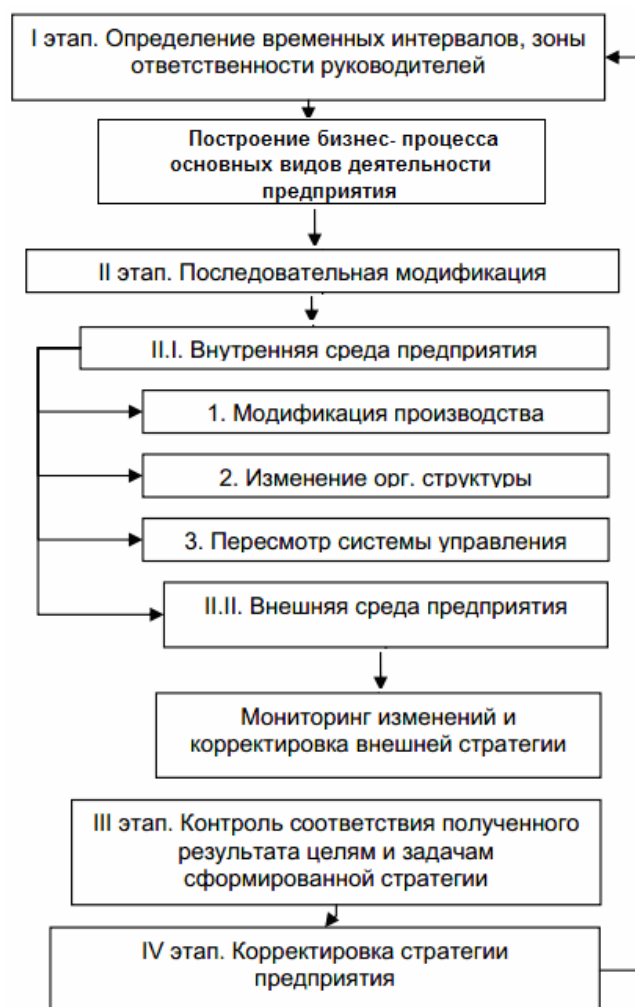 I этап. Определение временных интервалов, зоны
ответственности руководителей
Построение бизнес- процесса
основных видов деятельности
предприятия
II этап. Последовательная модификация
II.I. Внутренняя среда предприятия
1. Модификация производства
2. Изменение орг. структуры
3. Пересмотр системы управления
II.II. Внешняя среда предприятия
Мониторинг изменений и
корректировка внешней стратегии
III этап. Контроль соответствия полученного
результата целям и задачам
сформированной стратегии
IV этап. Корректировка стратегии
предприятия